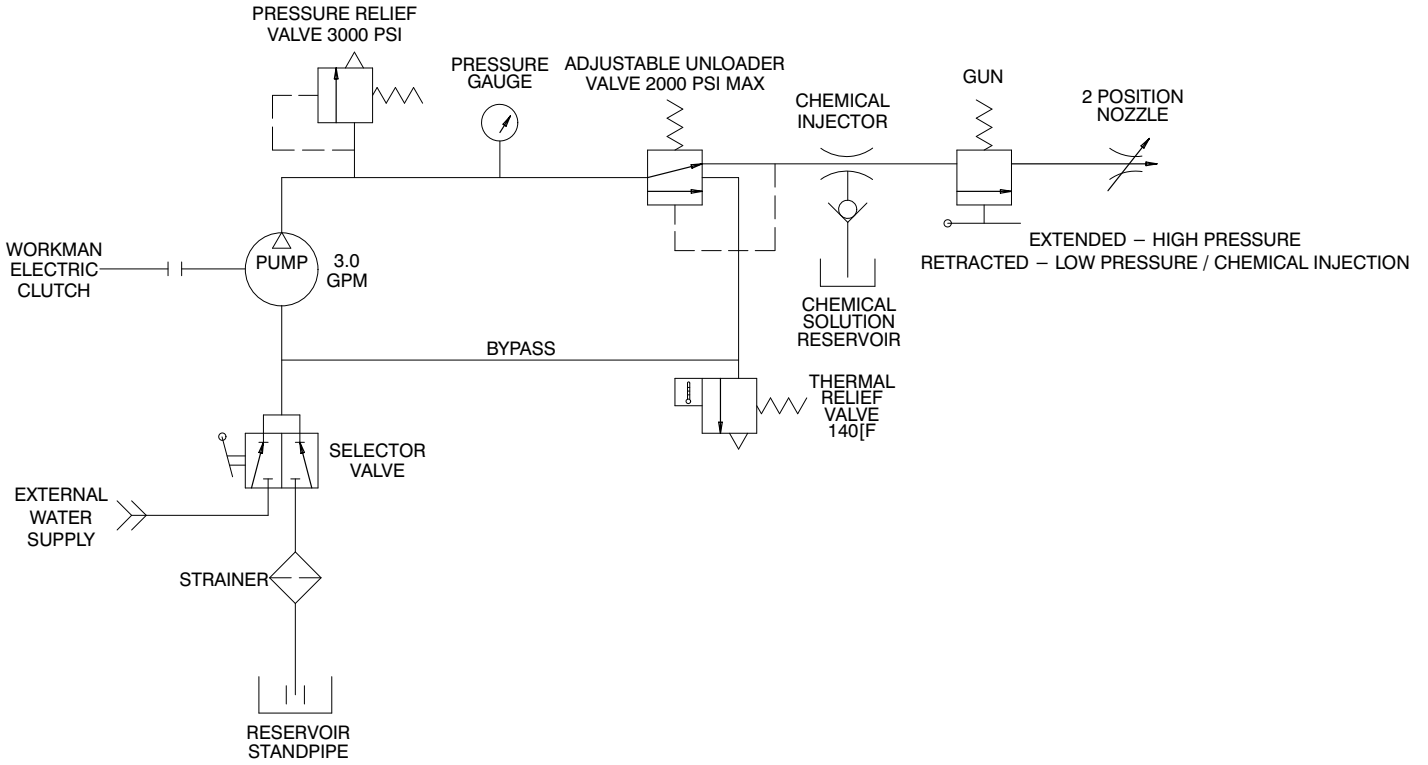 PRESSURE RELIEF
VALVE 3000 PSI
PRESSURE
GAUGE
ADJUSTABLE UNLOADER
VALVE 2000 PSI MAX
CHEMICAL
INJECTOR
GUN
2 POSITION
NOZZLE
WORKMAN
ELECTRIC
CLUTCH
PUMP
3.0
GPM
EXTENDED – HIGH PRESSURE
RETRACTED – LOW PRESSURE / CHEMICAL INJECTION
CHEMICAL
SOLUTION
RESERVOIR
BYPASS
THERMAL
RELIEF
VALVE
140[F
SELECTOR
VALVE
EXTERNAL
WATER
SUPPLY
STRAINER
RESERVOIR
STANDPIPE